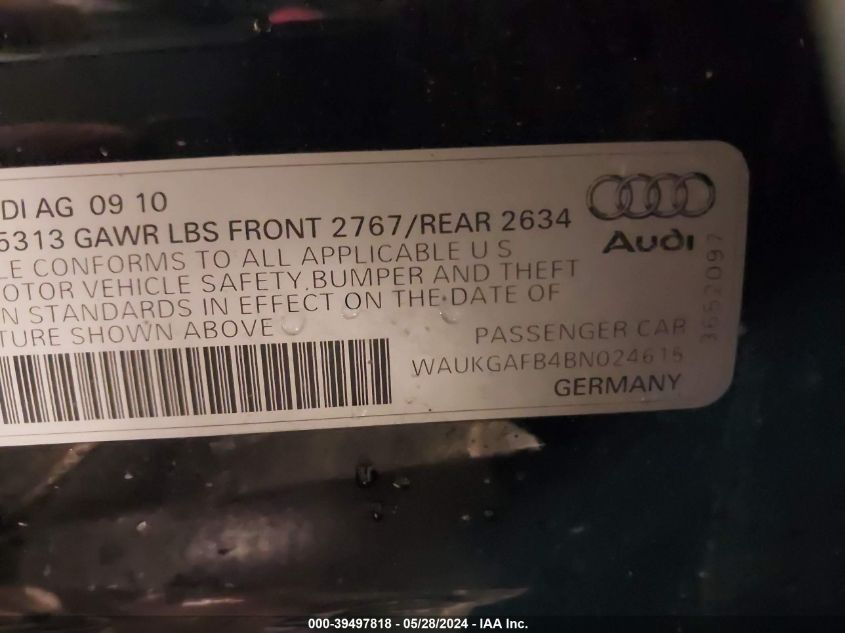 DI AG 09 10
5313 GAWR LBS FRONT 2767/REAR 2634
LE CONFORMS TO ALL APPLICABLE U S
OTOR VEHICLE SAFETY,BUMPER AND THEFT
N STANDARDS IN EFFECT ON THE DATE OF
TURE SHOWN ABOVE
Audi
3652097
PASSENGER CAR
WAUKGAFB4BN024615
GERMANY
000-39497818 - 05/28/2024 - IAA Inc.